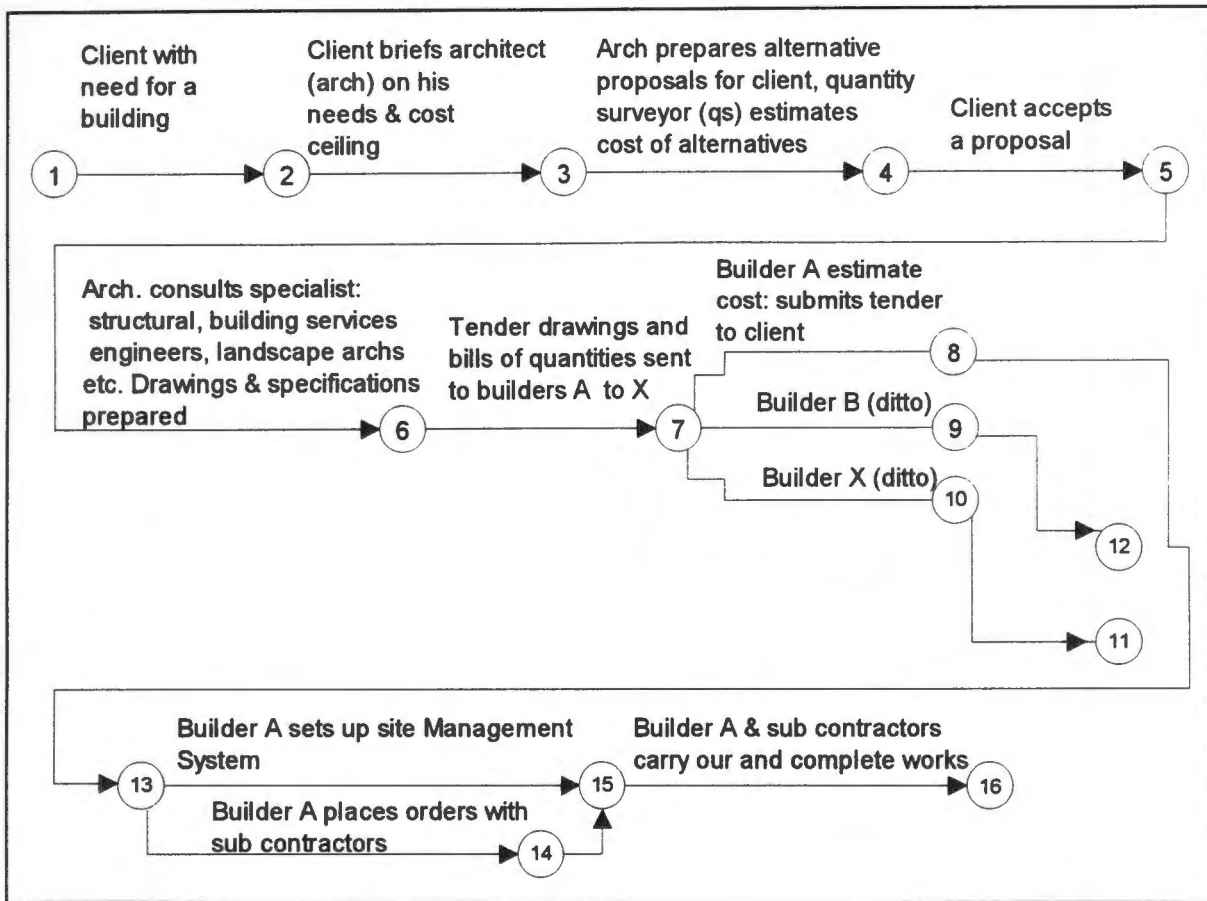 Client with
need for a
building
Client briefs architect
(arch) on his
needs & cost
ceiling
Arch prepares alternative
proposals for client, quantity
surveyor (qs) estimates
cost of alternatives
Client accepts
a proposal
1
2
3
4
5
Arch. consults specialist:
structural, building services
engineers, landscape archs
etc. Drawings & specifications
prepared
Tender drawings and
bills of quantities sent
to builders A to X
Builder A estimate
cost: submits tender
to client
8
6
7
Builder B (ditto)
9
Builder X (ditto)
10
12
11
Builder A sets up site Management
System
Builder A & sub contractors
carry our and complete works
13
15
16
Builder A places orders with
sub contractors
14